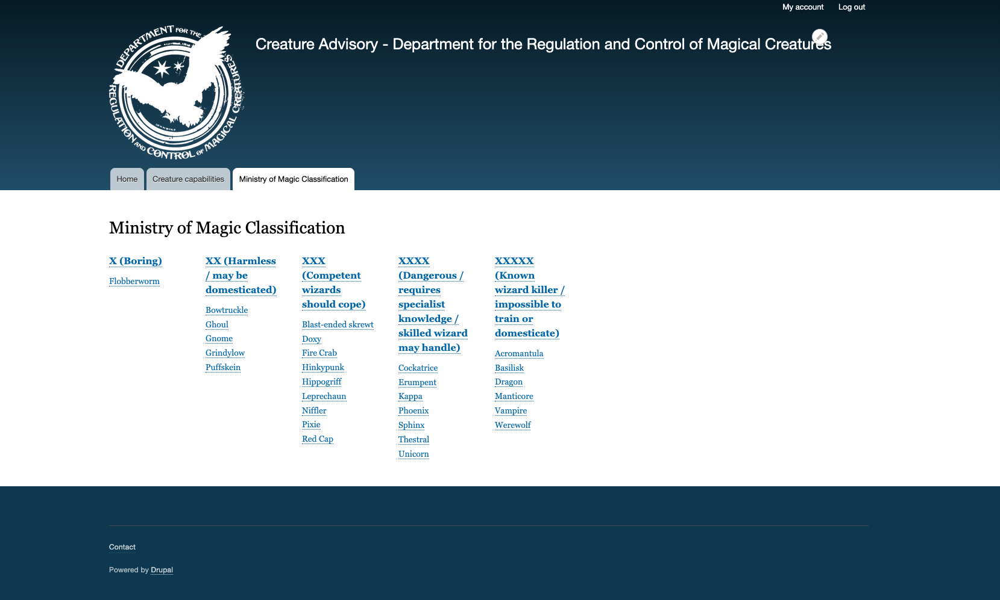 My account
Log out
DEPARTMENT FOR THE
REGULATION AND CONTROL OF MAGICAL CREATURES
Creature Advisory - Department for the Regulation and Control of Magical Creatures
Home
Creature capabilities
Ministry of Magic Classification
Ministry of Magic Classification
X (Boring)
Flobberworm
XX (Harmless
/ may be
domesticated)
Bowtruckle
Ghoul
Gnome
Grindylow
Puffskein
XXX
(Competent
wizards
should cope)
Blast-ended skrewt
Doxy
Fire Crab
Hinkypunk
Hippogriff
Leprechaun
Niffler
Pixie
Red Cap
XXXX
(Dangerous /
requires
specialist
knowledge /
skilled wizard
may handle)
Cockatrice
Erumpent
Kappa
Phoenix
Sphinx
Thestral
Unicorn
XXXXX
(Known
wizard killer /
impossible to
train or
domesticate)
Acromantula
Basilisk
Dragon
Manticore
Vampire
Werewolf
Contact
Powered by Drupal